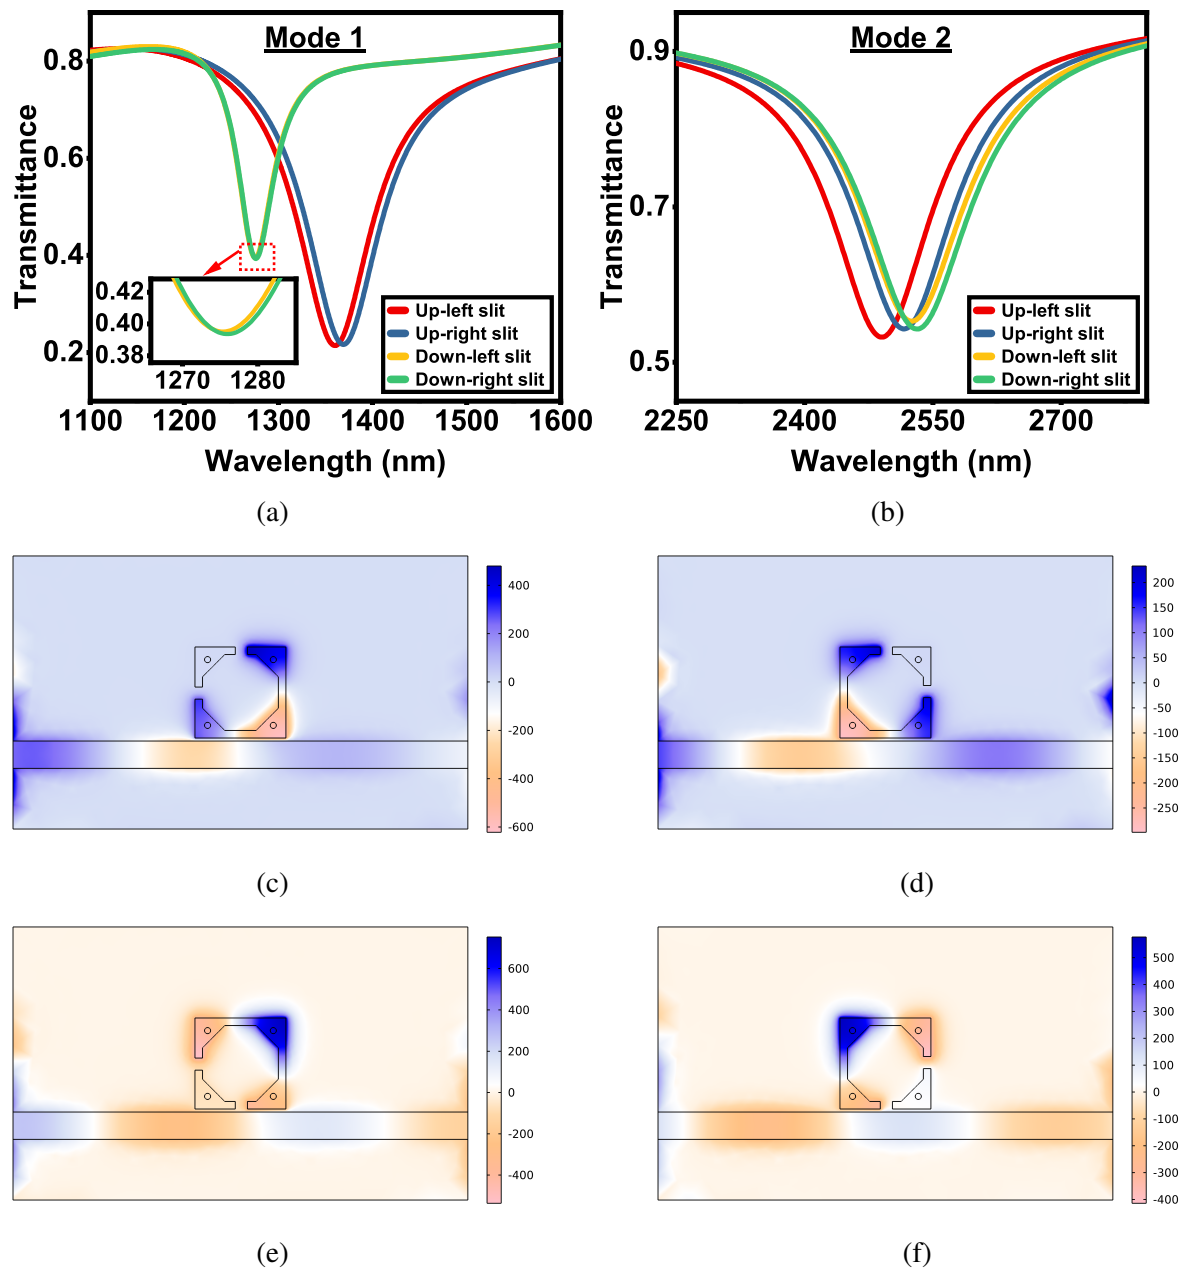 Mode 1
Transmittance
0.8
0.6
0.4
0.2
0.42
0.40
0.38
1270 1280
Up-left slit
Up-right slit
Down-left slit
Down-right slit
1100 1200 1300 1400 1500 1600
Wavelength (nm)
(a)
Mode 2
Transmittance
0.9
0.7
0.5
Up-left slit
Up-right slit
Down-left slit
Down-right slit
2250 2400 2550 2700
Wavelength (nm)
(b)
400
200
0
-200
-400
-600
(c)
200
150
100
50
0
-50
-100
-150
-200
-250
(d)
600
400
200
0
-200
-400
(e)
500
400
300
200
100
0
-100
-200
-300
-400
(f)